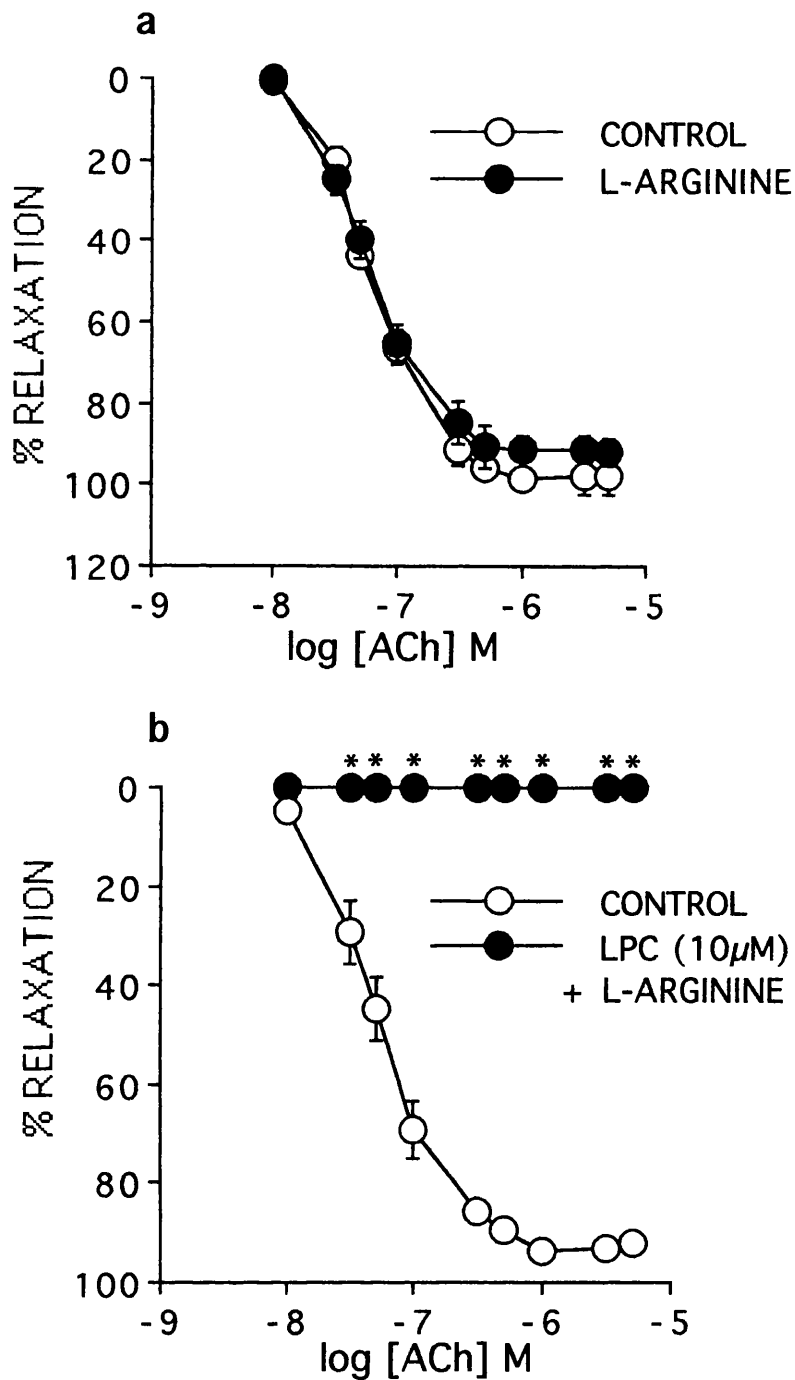 a
0
20
40
60
80
100
120
% RELAXATION
CONTROL
L-ARGININE
-9 -8 -7 -6 -5
log [ACh] M
b
* * * * * * * *
0
20
40
60
80
100
% RELAXATION
CONTROL
LPC (10μM)
+ L-ARGININE
-9 -8 -7 -6 -5
log [ACh] M